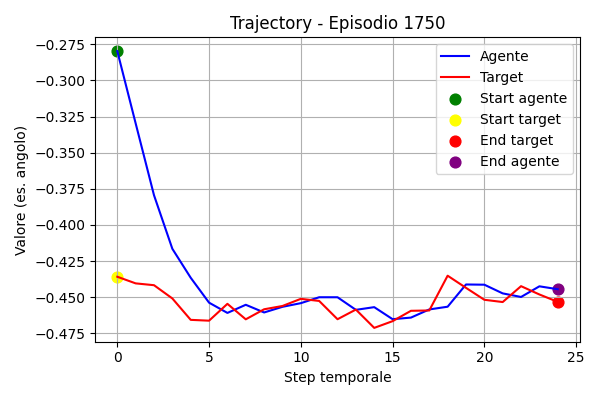 Trajectory - Episodio 1750
Valore (es. angolo)
−0.275
−0.300
−0.325
−0.350
−0.375
−0.400
−0.425
−0.450
−0.475
Agente
Target
Start agente
Start target
End target
End agente
0
5
10
15
20
25
Step temporale